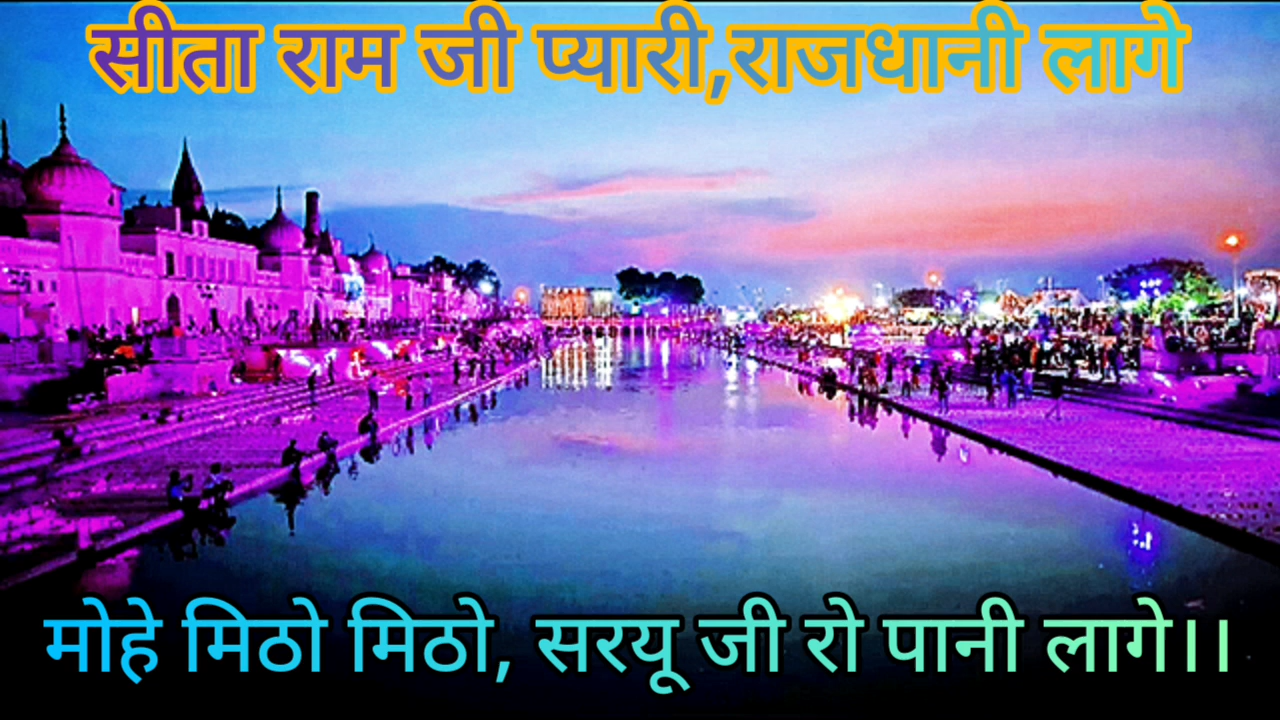 सीता राम जी प्यारी,राजधानी लागे
मोहे मिठो मिठो, सरयू जी रो पानी लागे।।